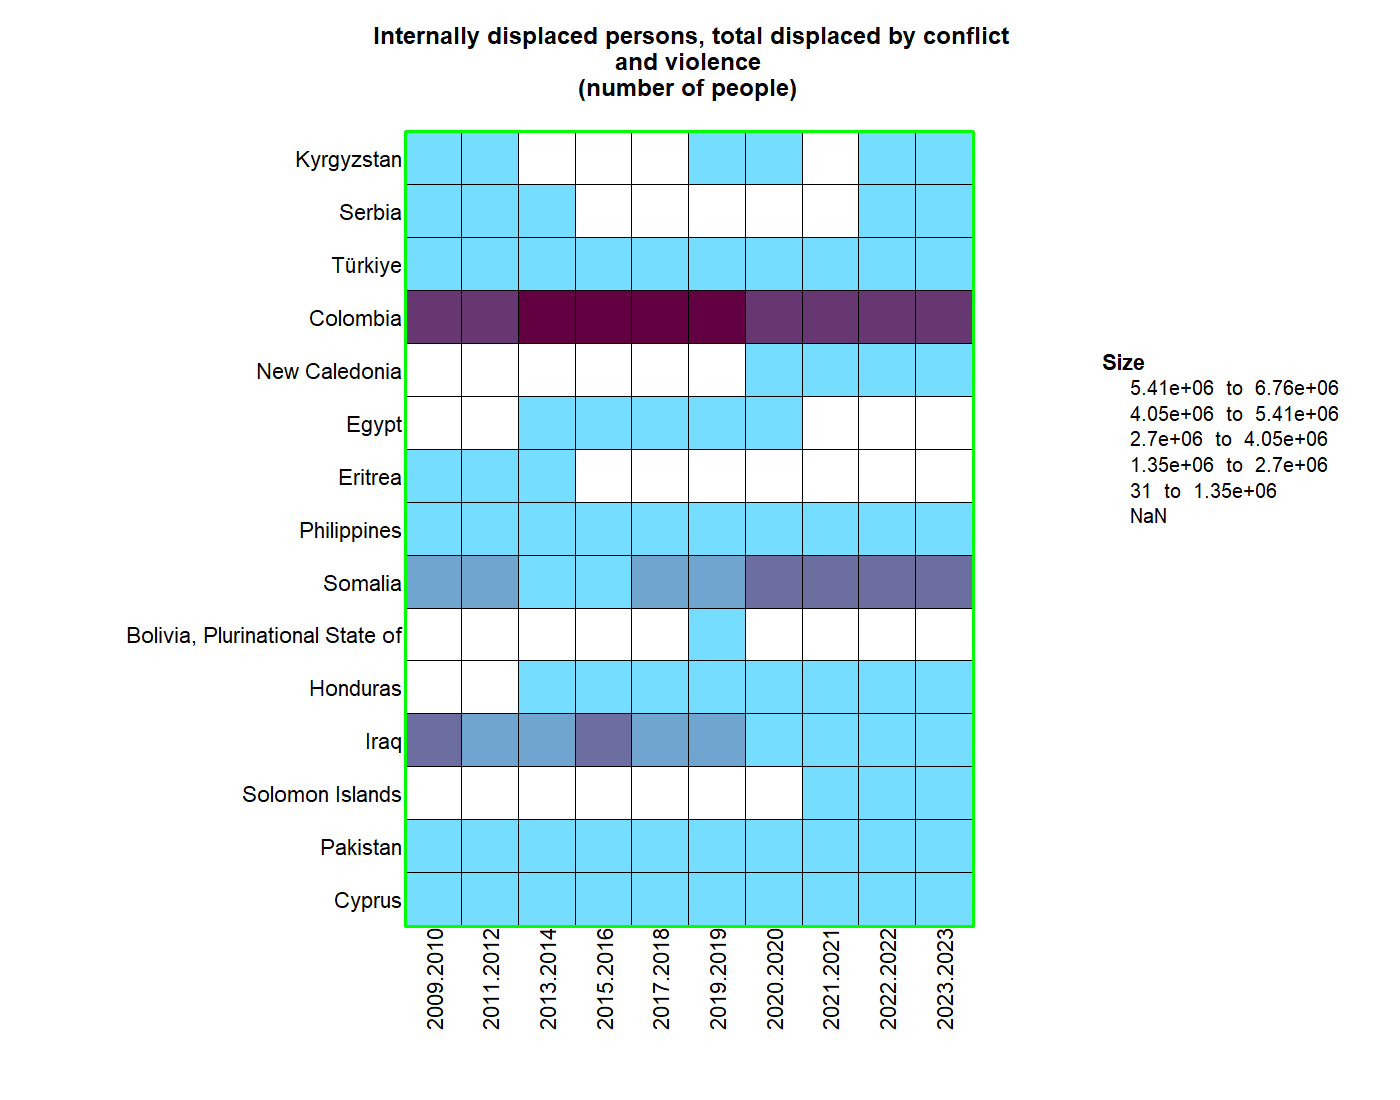 Internally displaced persons, total displaced by conflict
and violence
(number of people)
Kyrgyzstan
Serbia
Türkiye
Colombia
New Caledonia
Egypt
Eritrea
Philippines
Somalia
Bolivia, Plurinational State of
Honduras
Iraq
Solomon Islands
Pakistan
Cyprus
2009.2010
2011.2012
2013.2014
2015.2016
2017.2018
2019.2019
2020.2020
2021.2021
2022.2022
2023.2023
Size
5.41e+06 to 6.76e+06
4.05e+06 to 5.41e+06
2.7e+06 to 4.05e+06
1.35e+06 to 2.7e+06
31 to 1.35e+06
NaN